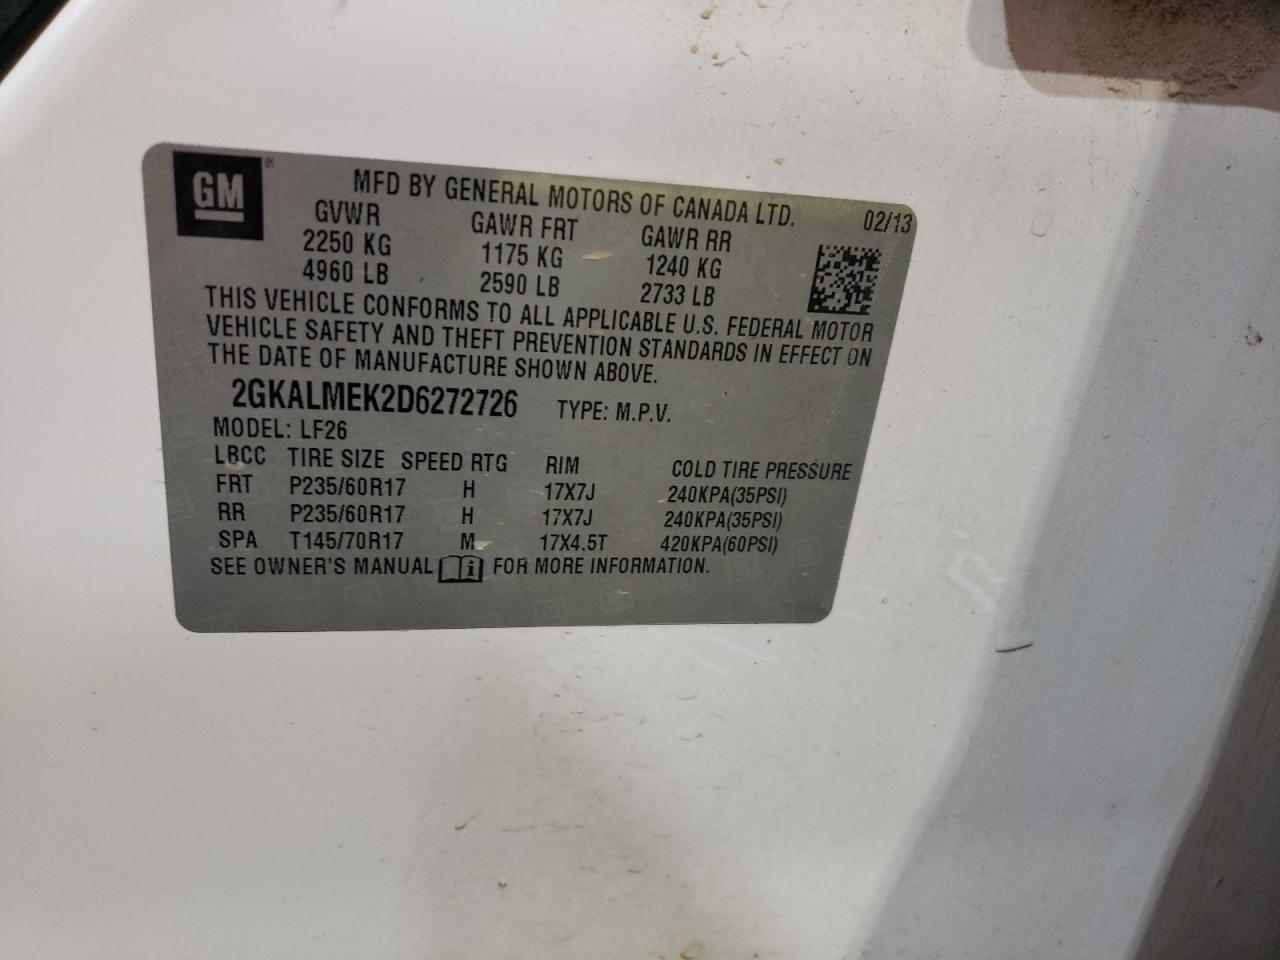 GM ®
MFD BY GENERAL MOTORS OF CANADA LTD.
02/13
GVWR GAWR FRT GAWR RR
2250 KG 1175 KG 1240 KG
4960 LB 2590 LB 2733 LB
THIS VEHICLE CONFORMS TO ALL APPLICABLE U.S. FEDERAL MOTOR
VEHICLE SAFETY AND THEFT PREVENTION STANDARDS IN EFFECT ON
THE DATE OF MANUFACTURE SHOWN ABOVE.
2GKALMEK2D6272726 TYPE: M.P.V.
MODEL: LF26
LBCC TIRE SIZE SPEED RTG RIM COLD TIRE PRESSURE
FRT P235/60R17 H 17X7J 240KPA(35PSI)
RR P235/60R17 H 17X7J 240KPA(35PSI)
SPA T145/70R17 M 17X4.5T 420KPA(60PSI)
SEE OWNER'S MANUAL i FOR MORE INFORMATION.